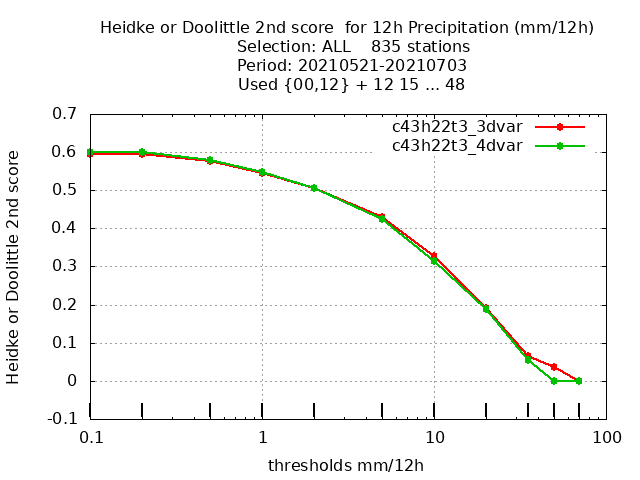 Heidke or Doolittle 2nd score  for 12h Precipitation (mm/12h)
Selection: ALL    835 stations
Period: 20210521-20210703
Used {00,12} + 12 15 ... 48
c43h22t3_3dvar
c43h22t3_4dvar
Heidke or Doolittle 2nd score
0.7
0.6
0.5
0.4
0.3
0.2
0.1
0
-0.1
0.1 1 10 100
thresholds mm/12h